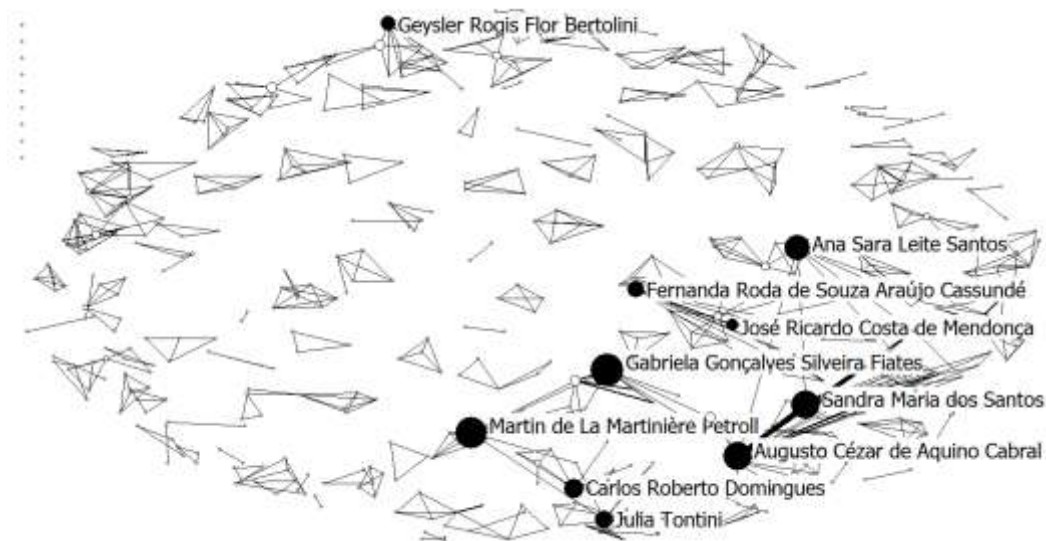 Geysler Rogis Flor Bertolini
Ana Sara Leite Santos
Fernanda Roda de Souza Araújo Cassundé
José Ricardo Costa de Mendonça
Gabriela Gonçalves Silveira Fiates
Sandra Maria dos Santos
Martin de La Martinière Petroll
Augusto Cézar de Aquino Cabral
Carlos Roberto Domingues
Julia Tontini